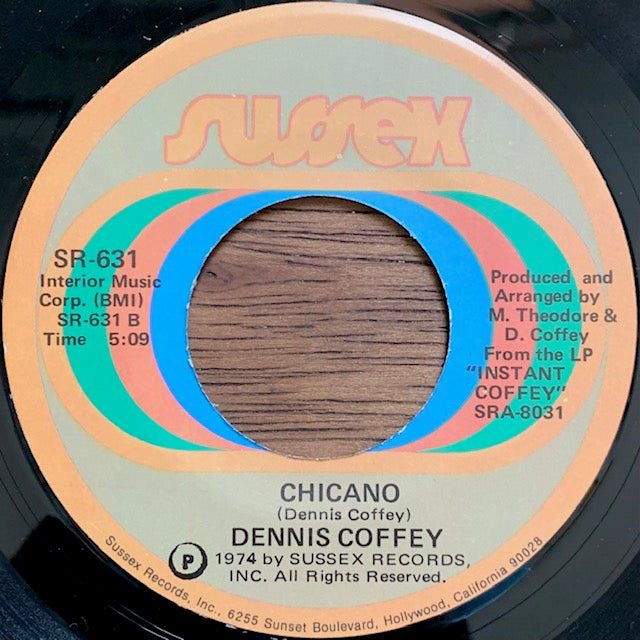 sussex
SR-631
Interior Music
Corp. (BMI)
SR-631 B
Time 5:09
Produced and
Arranged by
M. Theodore &
D. Coffey
From the LP
"INSTANT
COFFEY"
SRA-8031
CHICANO
(Dennis Coffey)
DENNIS COFFEY
Ⓟ 1974 by SUSSEX RECORDS,
INC. All Rights Reserved.
Sussex Records, Inc., 6255 Sunset Boulevard, Hollywood, California 90028